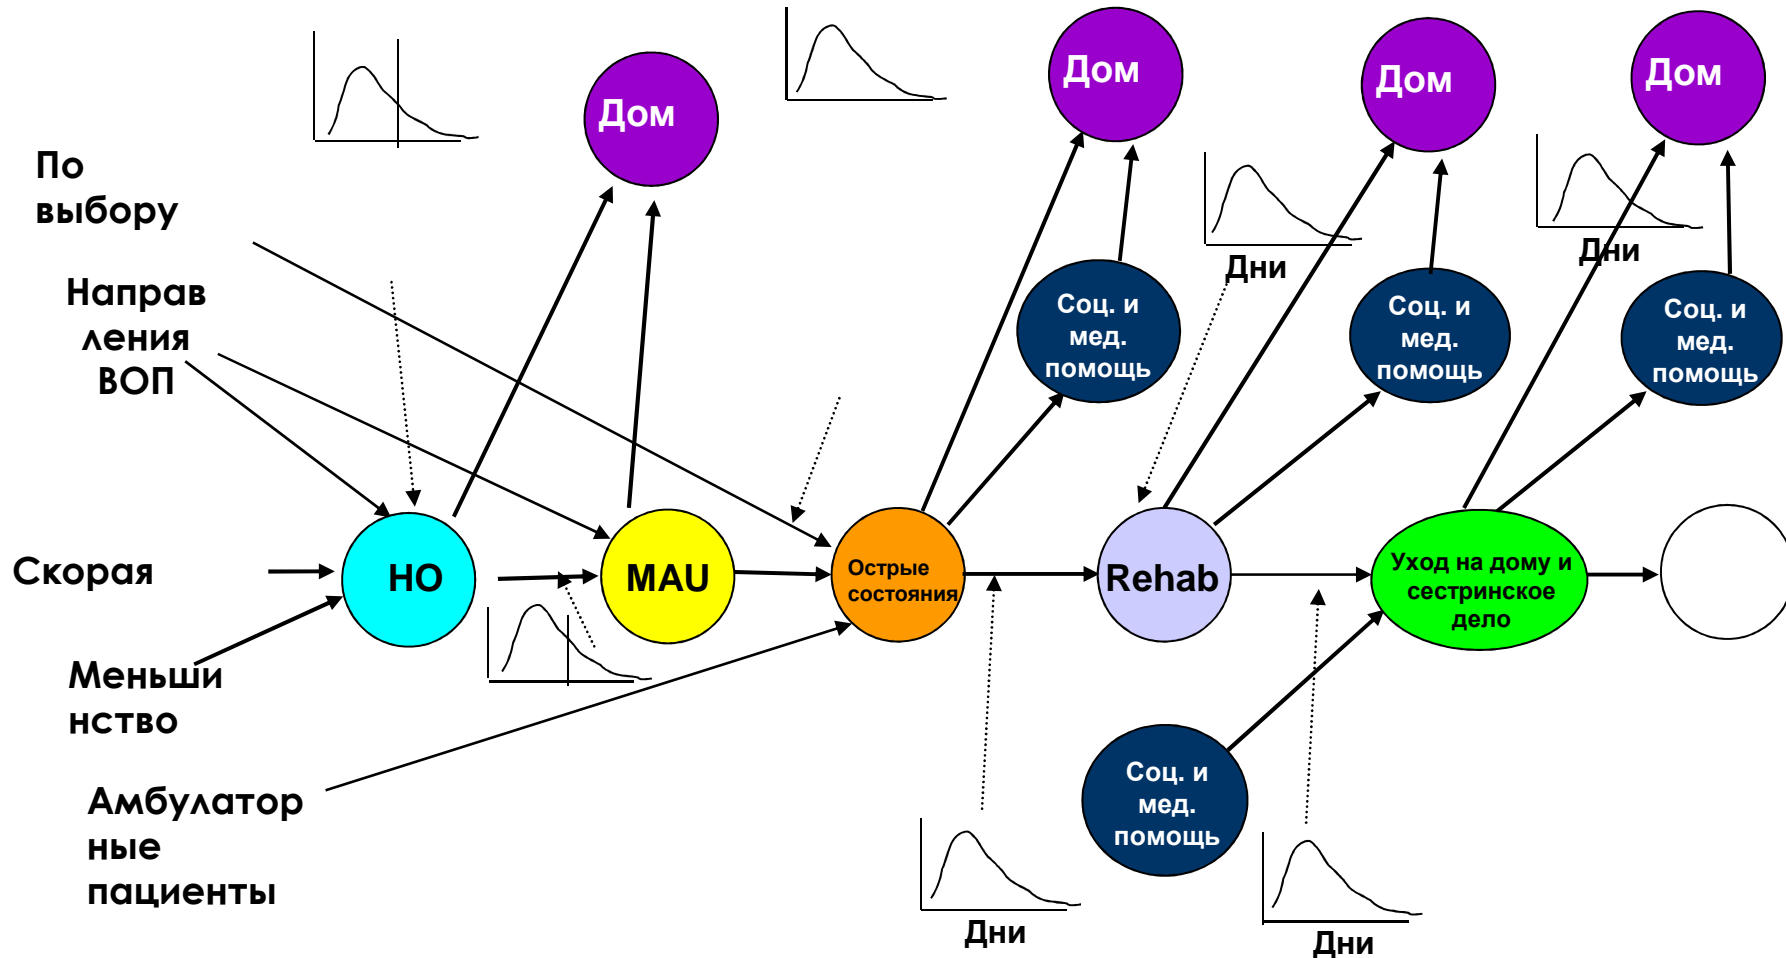 Дом
Дом
Дом
Дом
По
выбору
Дни
Дни
Направ
ления
ВОП
Соц. и
мед.
помощь
Соц. и
мед.
помощь
Соц. и
мед.
помощь
Скорая
НО
MAU
Острые
состояния
Rehab
Уход на дому и
сестринское
дело
Меньши
нство
Амбулатор
ные
пациенты
Соц. и
мед.
помощь
Дни
Дни